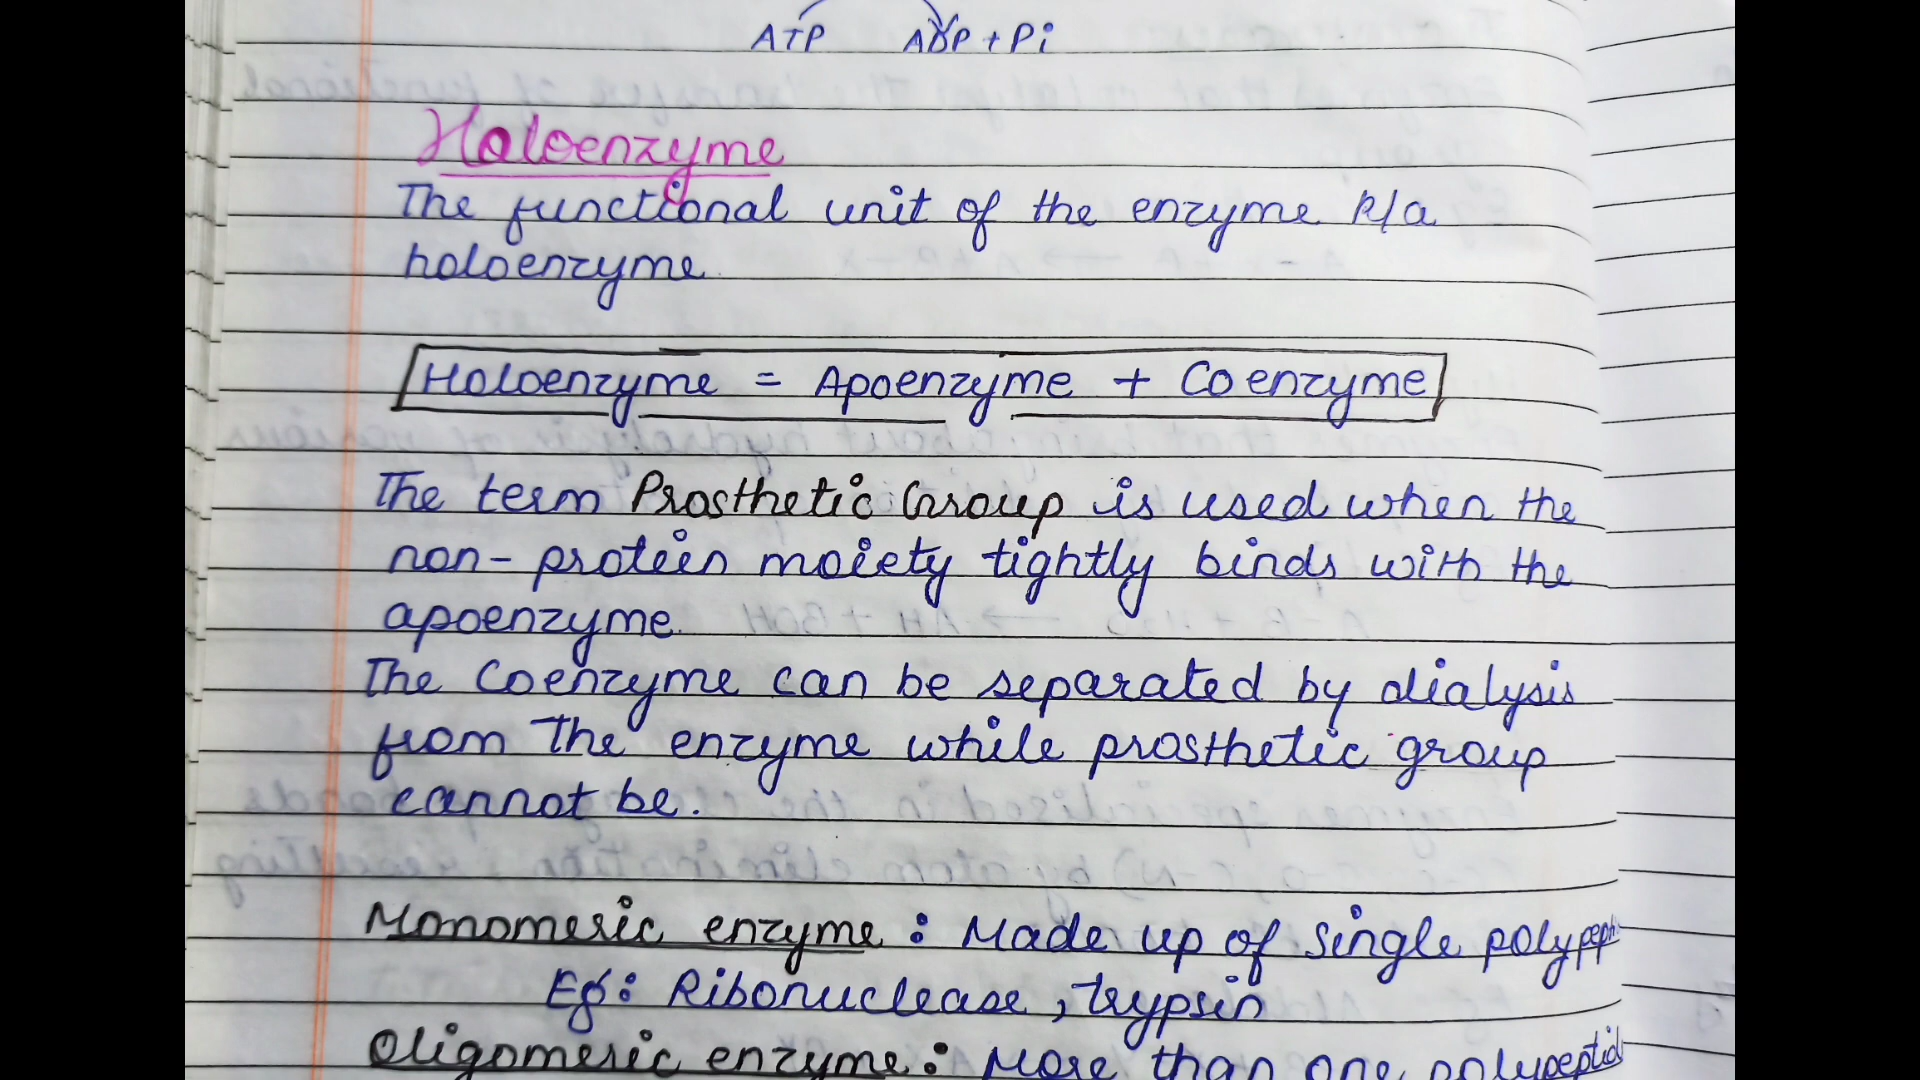 ATP ADP + Pi
Holoenzyme
The functional unit of the enzyme k/a
holoenzyme.
Holoenzyme = Apoenzyme + Coenzyme
The term Prosthetic Group is used when the
non-protein moiety tightly binds with the
apoenzyme.
The Coenzyme can be separated by dialysis
from The enzyme while prosthetic group
cannot be.
Monomeric enzyme : Made up of single
Eg: Ribonuclease, trypsin
Oligomeric enzyme: More than one